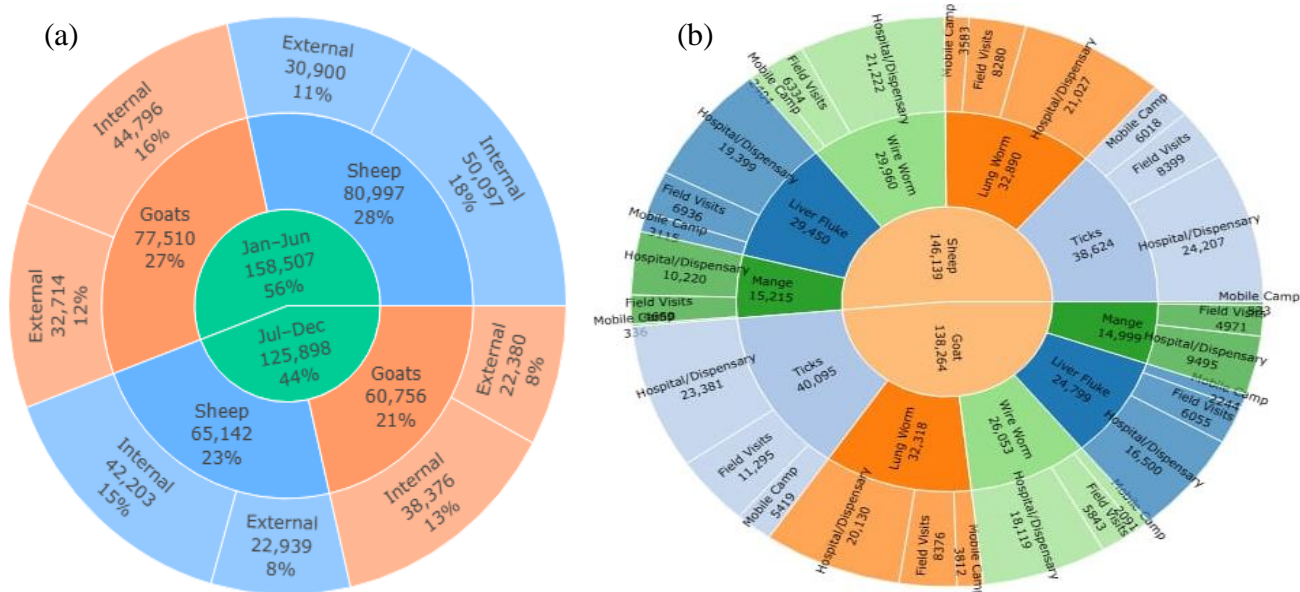 (a)
External
30,900
11%
Internal
50,097
18%
Sheep
80,997
28%
Internal
44,796
16%
Goats
77,510
27%
External
32,714
12%
Jan–Jun
158,507
56%
Jul–Dec
125,898
44%
Sheep
65,142
23%
Goats
60,756
21%
External
22,380
8%
Internal
38,376
13%
Internal
42,203
15%
External
22,939
8%
(b)
Sheep
146,139
Lung Worm
32,890
Mobile Camp
3583
Field Visits
8280
Hospital/Dispensary
21,027
Ticks
38,624
Mobile Camp
6018
Field Visits
8399
Hospital/Dispensary
24,207
Wire Worm
29,960
Hospital/Dispensary
21,222
Field Visits
6334
Mobile Camp
Liver Fluke
29,450
Hospital/Dispensary
19,399
Field Visits
6936
Mobile Camp
2115
Mange
15,215
Hospital/Dispensary
10,220
Field Visits
Mobile Camp
336
Goat
138,264
Mange
14,999
Mobile Camp
Field Visits
4971
Hospital/Dispensary
9495
Liver Fluke
24,799
Mobile Camp
2244
Field Visits
6055
Hospital/Dispensary
16,500
Wire Worm
26,053
Mobile Camp
2091
Field Visits
5843
Hospital/Dispensary
18,119
Lung Worm
32,318
Mobile Camp
3812
Field Visits
8376
Hospital/Dispensary
20,130
Ticks
40,095
Hospital/Dispensary
23,381
Field Visits
11,295
Mobile Camp
5419